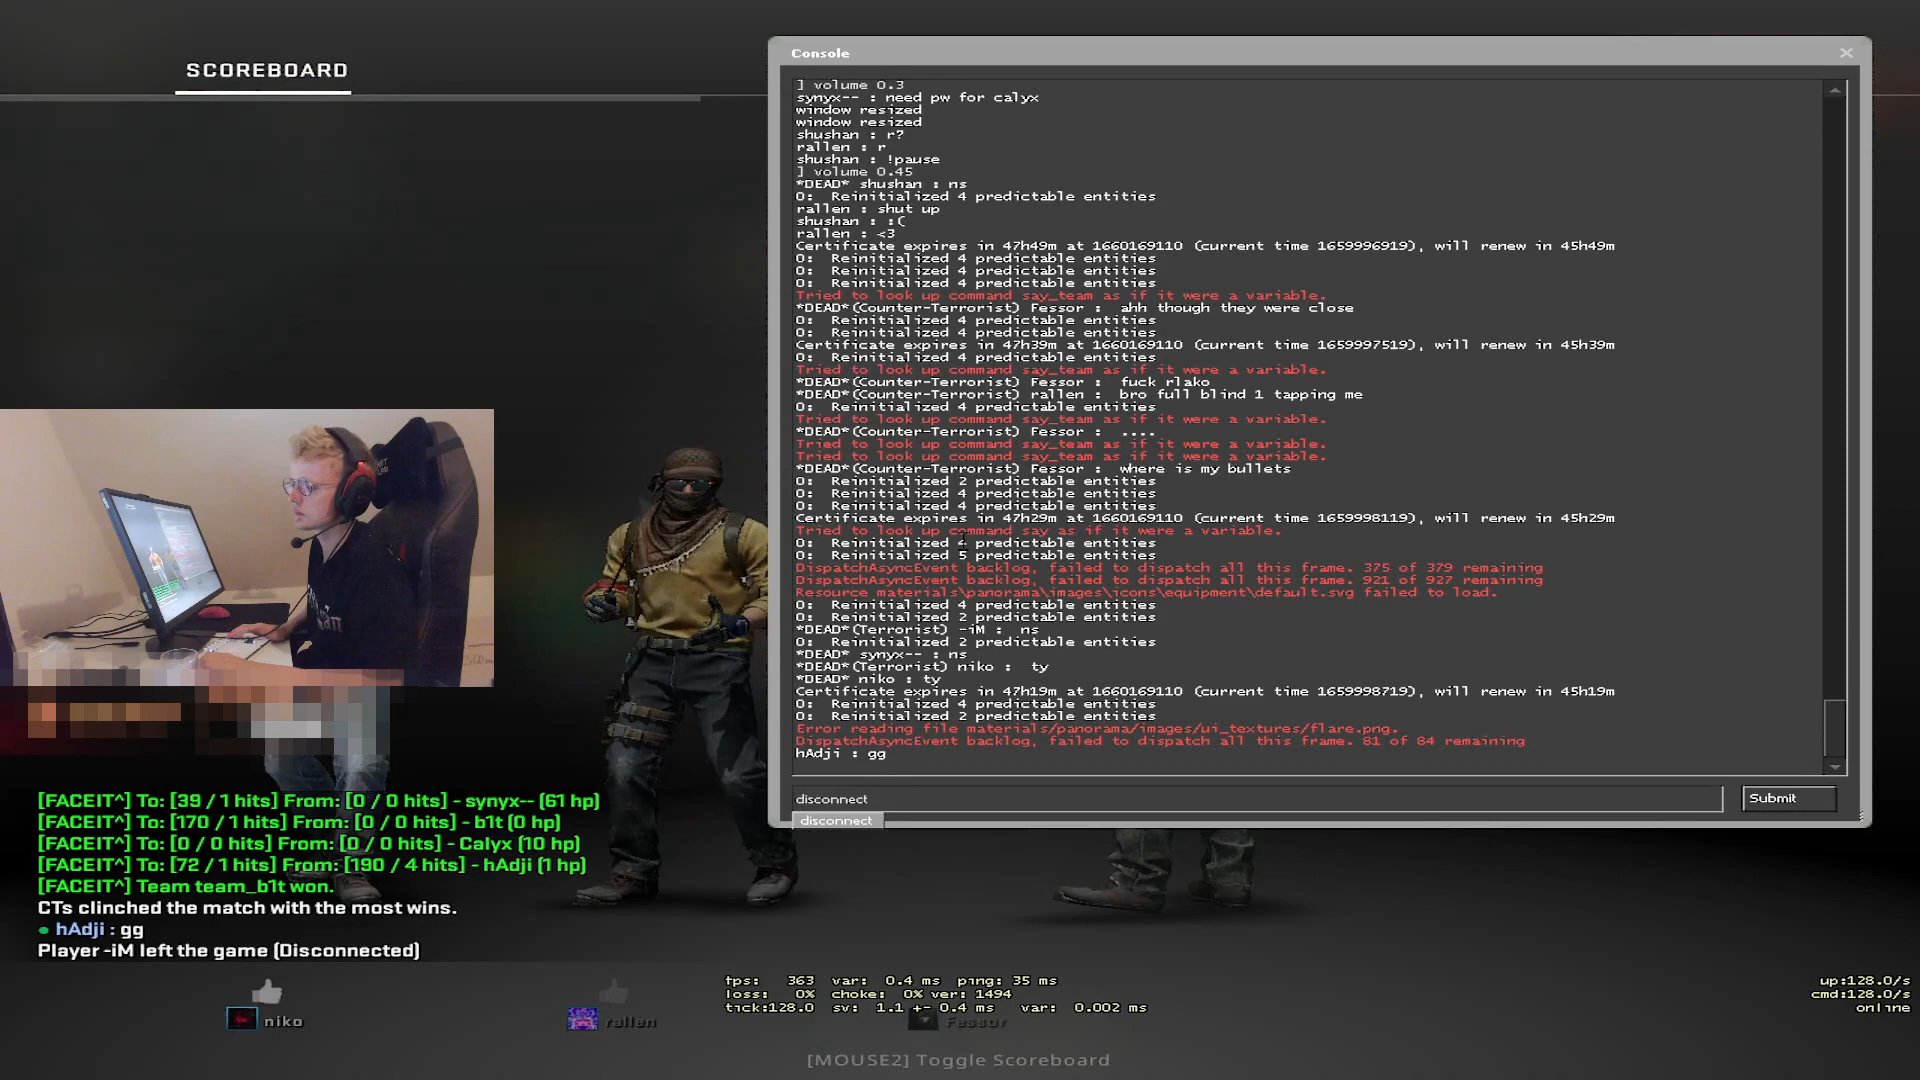 SCOREBOARD
Console
] volume 0.3
synyx-- : need pw for calyx
window resized
window resized
shushan : r?
rallen : r
shushan : !pause
] volume 0.45
*DEAD* shushan : ns
0:  Reinitialized 4 predictable entities
rallen : shut up
shushan : :(
rallen : <3
Certificate expires in 47h49m at 1660169110 (current time 1659996919), will renew in 45h49m
0:  Reinitialized 4 predictable entities
0:  Reinitialized 4 predictable entities
0:  Reinitialized 4 predictable entities
Tried to look up command say_team as if it were a variable.
*DEAD*(Counter-Terrorist) Fessor :  ahh though they were close
0:  Reinitialized 4 predictable entities
0:  Reinitialized 4 predictable entities
Certificate expires in 47h39m at 1660169110 (current time 1659997519), will renew in 45h39m
0:  Reinitialized 4 predictable entities
Tried to look up command say_team as if it were a variable.
*DEAD*(Counter-Terrorist) Fessor :  fuck rlako
*DEAD*(Counter-Terrorist) rallen :  bro full blind 1 tapping me
0:  Reinitialized 4 predictable entities
Tried to look up command say_team as if it were a variable.
*DEAD*(Counter-Terrorist) Fessor :  ....
Tried to look up command say_team as if it were a variable.
Tried to look up command say_team as if it were a variable.
*DEAD*(Counter-Terrorist) Fessor :  where is my bullets
0:  Reinitialized 2 predictable entities
0:  Reinitialized 4 predictable entities
0:  Reinitialized 4 predictable entities
Certificate expires in 47h29m at 1660169110 (current time 1659998119), will renew in 45h29m
Tried to look up command say as if it were a variable.
0:  Reinitialized 4 predictable entities
0:  Reinitialized 5 predictable entities
DispatchAsyncEvent backlog, failed to dispatch all this frame. 375 of 379 remaining
DispatchAsyncEvent backlog, failed to dispatch all this frame. 921 of 927 remaining
Resource materials\panorama\images\icons\equipment\default.svg failed to load.
0:  Reinitialized 4 predictable entities
0:  Reinitialized 2 predictable entities
*DEAD*(Terrorist) -iM :  ns
0:  Reinitialized 2 predictable entities
*DEAD* synyx-- : ns
*DEAD*(Terrorist) niko :  ty
*DEAD* niko : ty
Certificate expires in 47h19m at 1660169110 (current time 1659998719), will renew in 45h19m
0:  Reinitialized 4 predictable entities
0:  Reinitialized 2 predictable entities
Error reading file materials/panorama/images/ui_textures/flare.png.
DispatchAsyncEvent backlog, failed to dispatch all this frame. 81 of 84 remaining
hAdji : gg
disconnect
Submit
disconnect
[FACEIT^] To: [39 / 1 hits] From: [0 / 0 hits] - synyx-- (61 hp)
[FACEIT^] To: [170 / 1 hits] From: [0 / 0 hits] - b1t (0 hp)
[FACEIT^] To: [0 / 0 hits] From: [0 / 0 hits] - Calyx (10 hp)
[FACEIT^] To: [72 / 1 hits] From: [190 / 4 hits] - hAdji (1 hp)
[FACEIT^] Team team_b1t won.
CTs clinched the match with the most wins.
hAdji : gg
Player -iM left the game (Disconnected)
fps:   363  var:  0.4 ms  ping: 35 ms
loss:   0%  choke:  0% ver: 1494
tick:128.0  sv:  1.1 +- 0.4 ms   var:  0.002 ms
up:128.0/s
cmd:128.0/s
online
niko
rallen
Fessor
[MOUSE2] Toggle Scoreboard